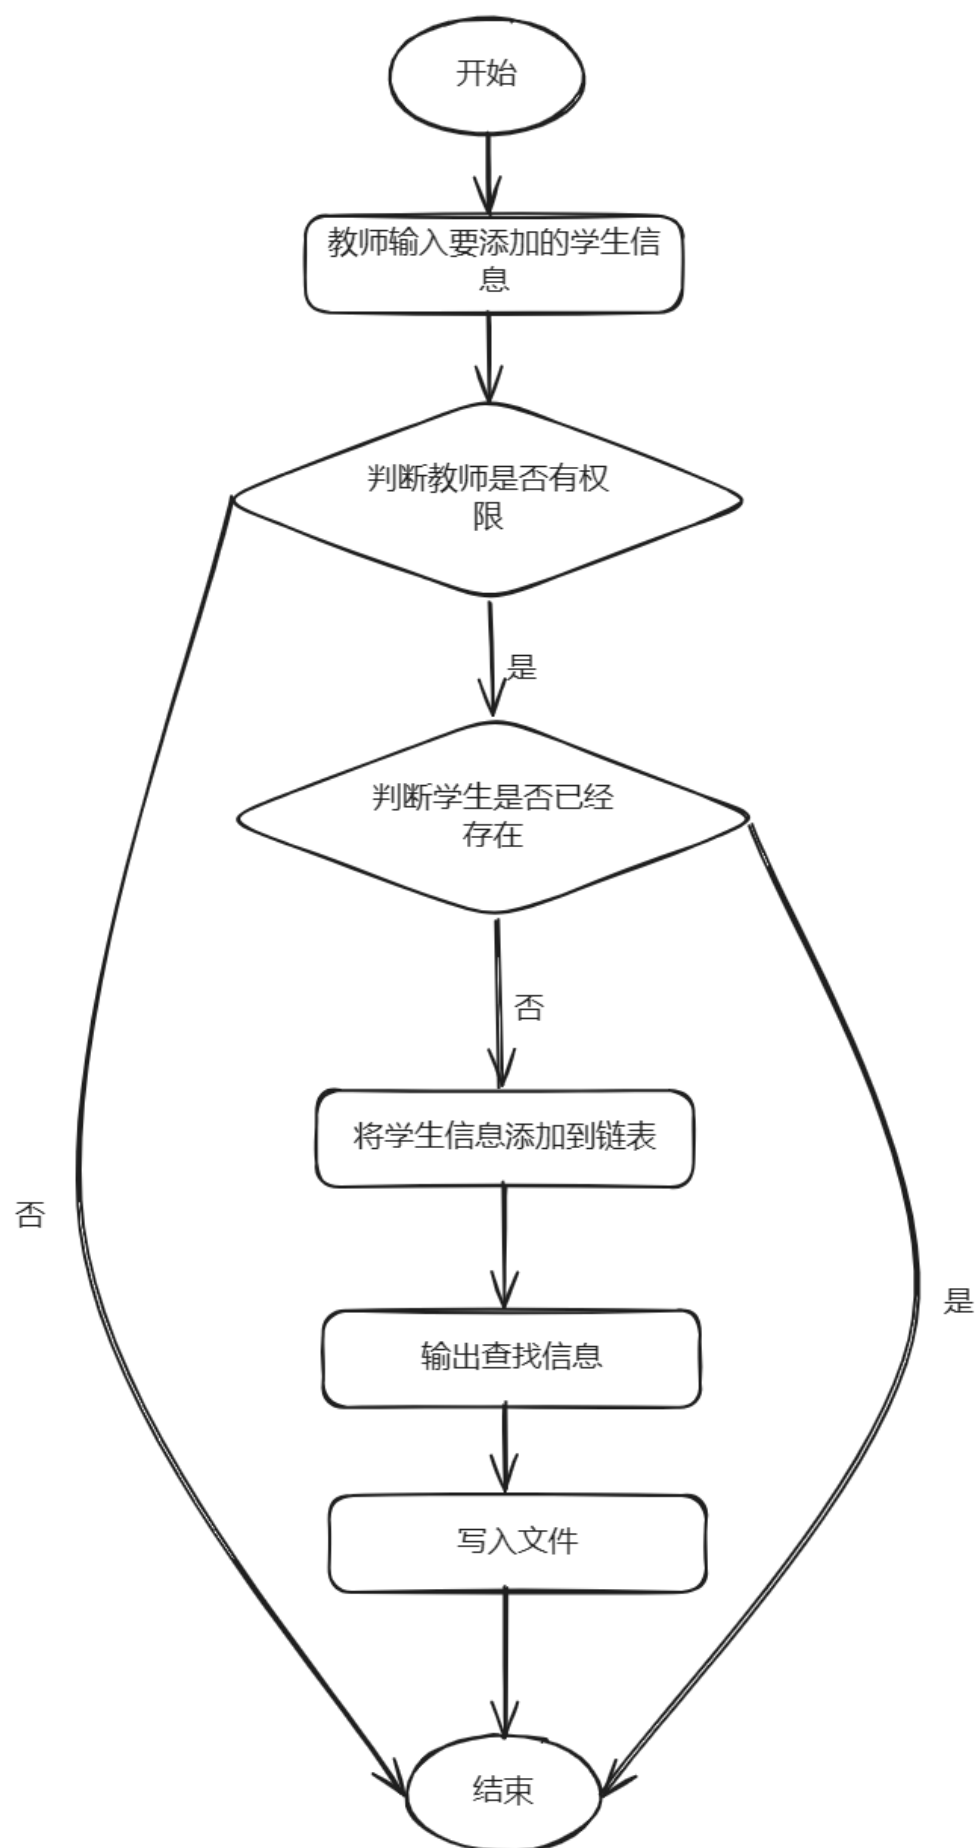 开始
教师输入要添加的学生信
息
判断教师是否有权
限
是
判断学生是否已经
存在
否
将学生信息添加到链表
否
是
输出查找信息
写入文件
结束